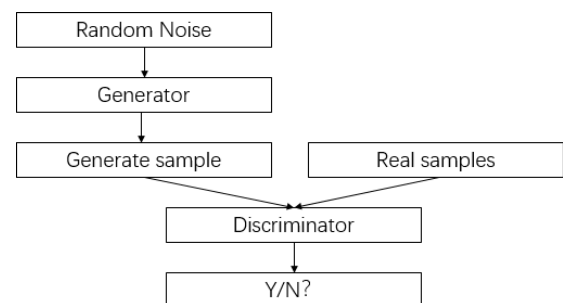 Random Noise
Generator
Generate sample
Real samples
Discriminator
Y/N?